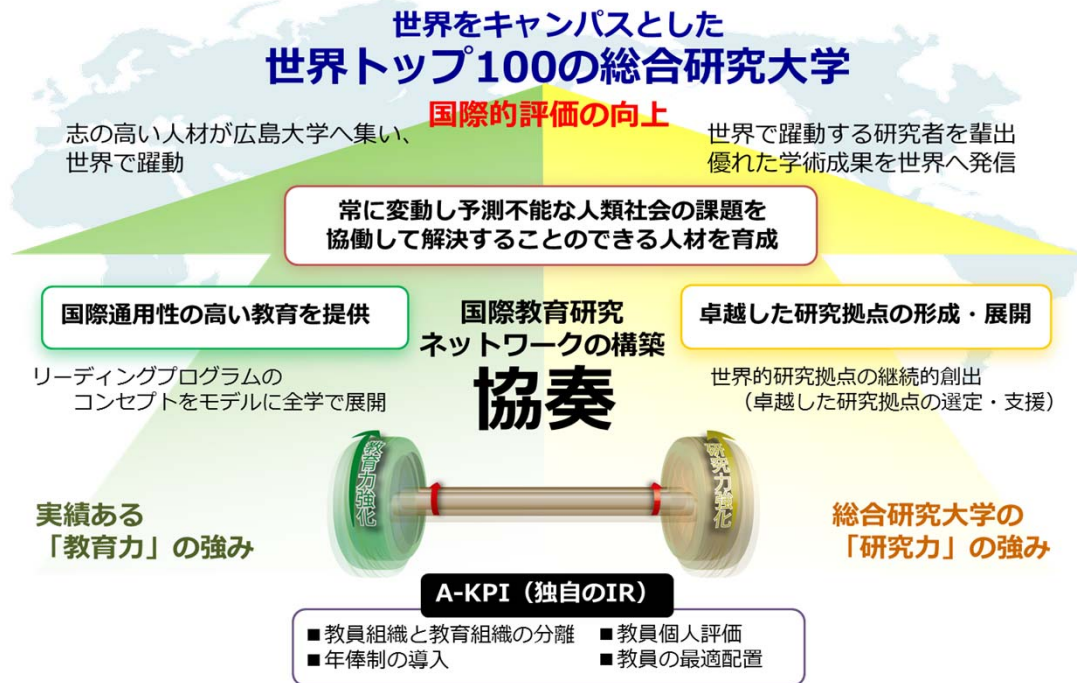 世界をキャンパスとした
世界トップ100の総合研究大学
国際的評価の向上
志の高い人材が広島大学へ集い、
世界で躍動
世界で躍動する研究者を輩出
優れた学術成果を世界へ発信
常に変動し予測不能な人類社会の課題を
協働して解決することのできる人材を育成
国際通用性の高い教育を提供
国際教育研究
ネットワークの構築
協奏
卓越した研究拠点の形成・展開
リーディングプログラムの
コンセプトをモデルに全学で展開
世界的研究拠点の継続的創出
（卓越した研究拠点の選定・支援）
教育力強化
研究力強化
実績ある
「教育力」の強み
総合研究大学の
「研究力」の強み
A-KPI（独自のIR）
■教員組織と教育組織の分離
■教員個人評価
■年俸制の導入
■教員の最適配置